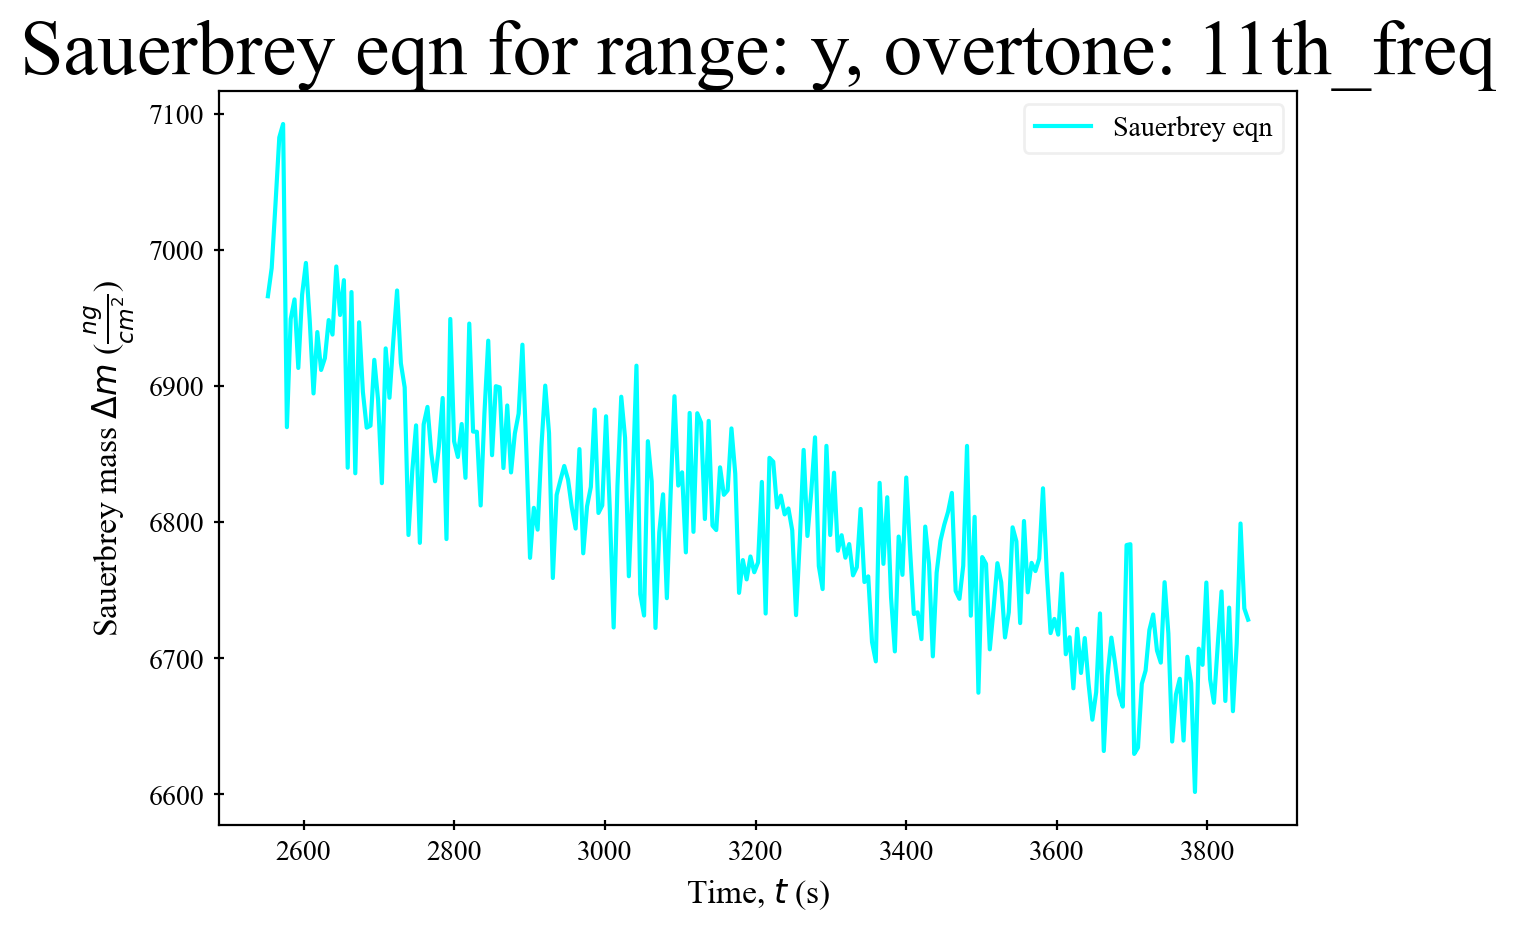 Sauerbrey eqn for range: y, overtone: 11th_freq
Sauerbrey eqn
7100
7000
6900
6800
6700
6600
Sauerbrey mass Δm (ng/cm²)
2600 2800 3000 3200 3400 3600 3800
Time, t (s)